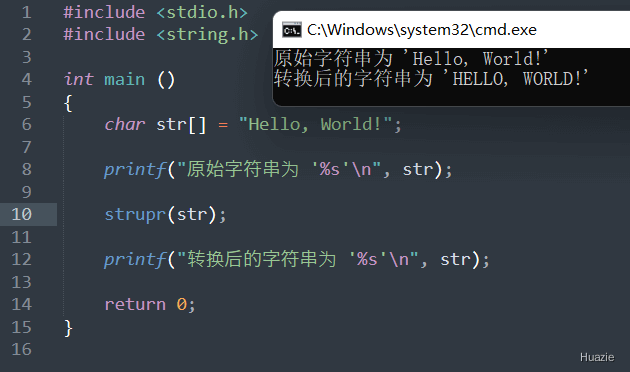 1 #include <stdio.h>
2 #include <string.h>
3
4 int main ()
5 {
6 char str[] = "Hello, World!";
7
8 printf("原始字符串为 '%s'\n", str);
9
10 strupr(str);
11
12 printf("转换后的字符串为 '%s'\n", str);
13
14 return 0;
15 }
16
C:\Windows\system32\cmd.exe
原始字符串为 'Hello, World!'
转换后的字符串为 'HELLO, WORLD!'
Huazie